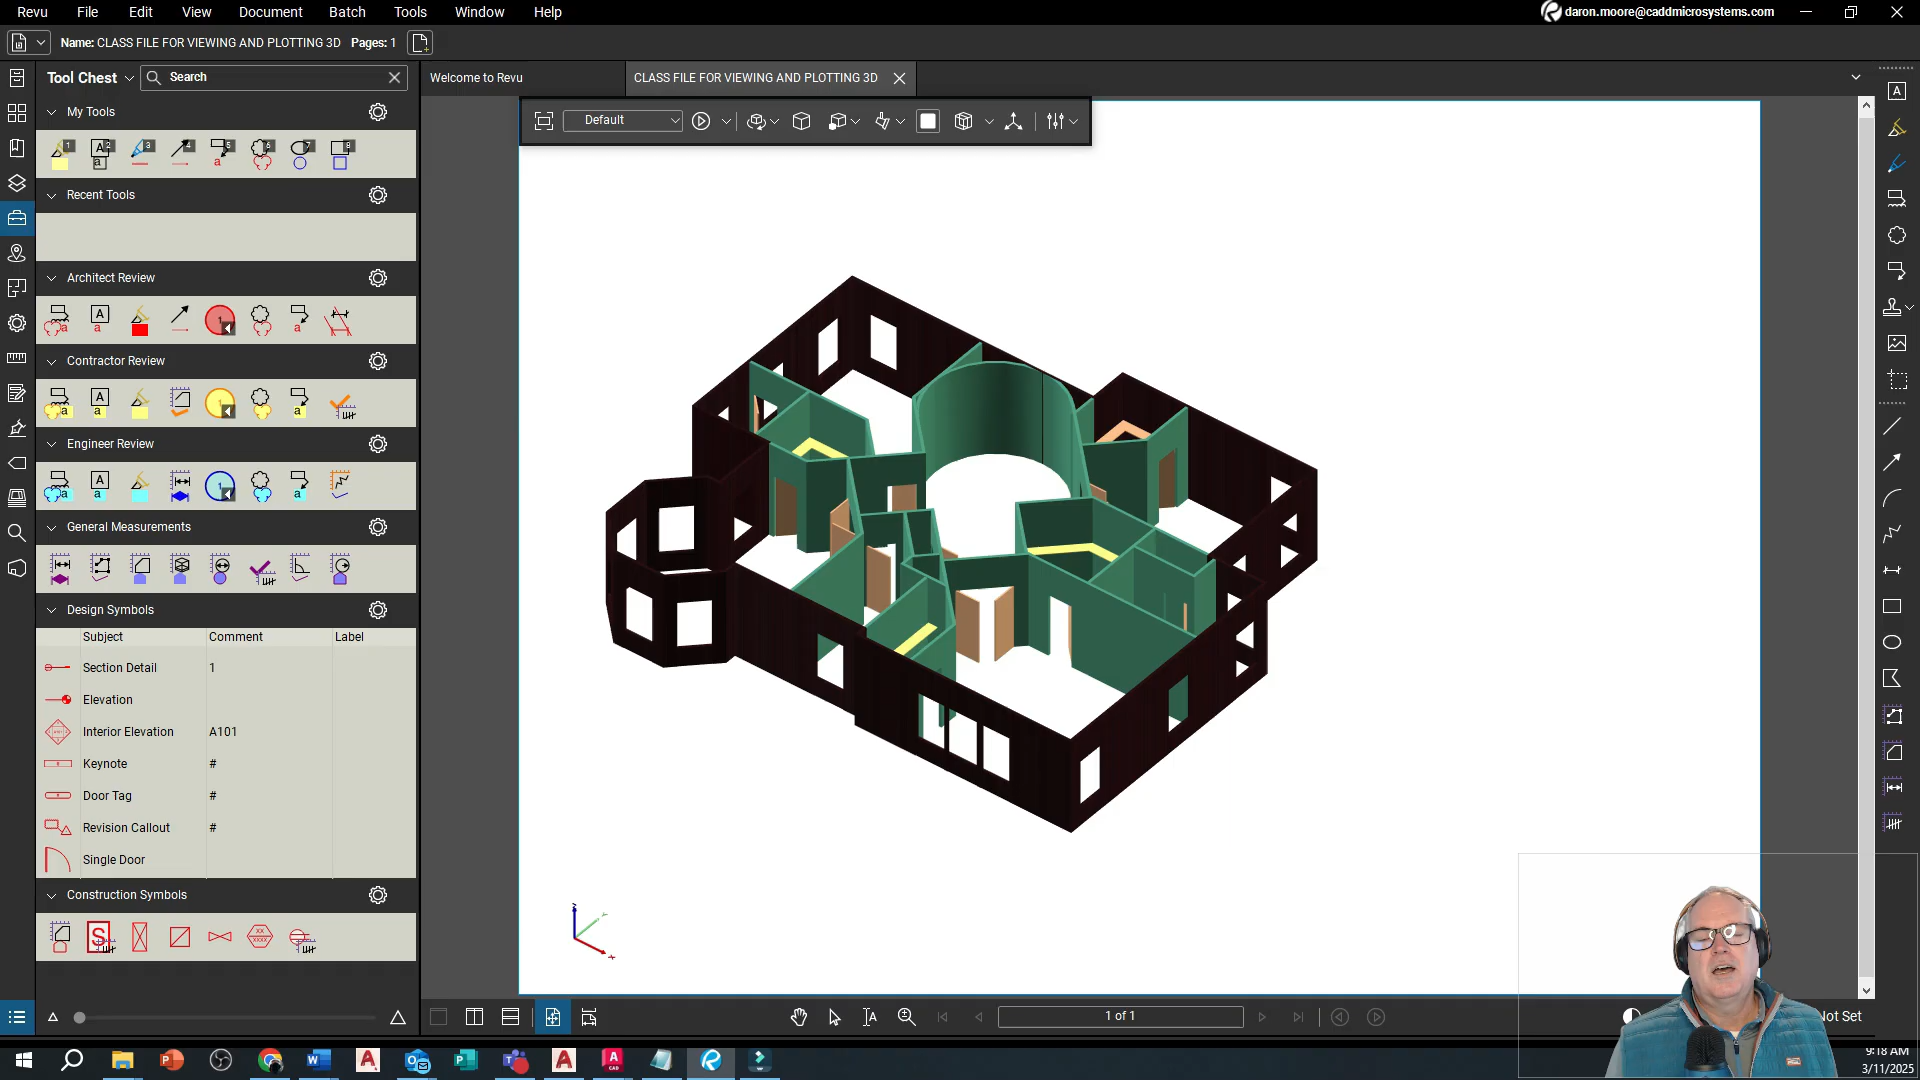 Revu File Edit View Document Batch Tools Window Help daron.moore@caddmicrosystems.com
Name: CLASS FILE FOR VIEWING AND PLOTTING 3D Pages: 1
Tool Chest Search
Welcome to Revu CLASS FILE FOR VIEWING AND PLOTTING 3D
Default
My Tools
Recent Tools
Architect Review
Contractor Review
Engineer Review
General Measurements
Design Symbols
Subject Comment Label
Section Detail 1
Elevation
Interior Elevation A101
Keynote #
Door Tag #
Revision Callout #
Single Door
Construction Symbols
1 of 1
Not Set
9:18 AM
3/11/2025